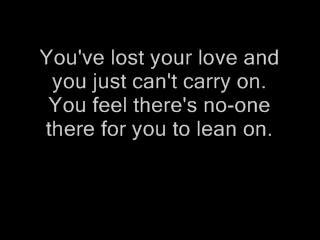 You've lost your love and
you just can't carry on.
You feel there's no-one
there for you to lean on.